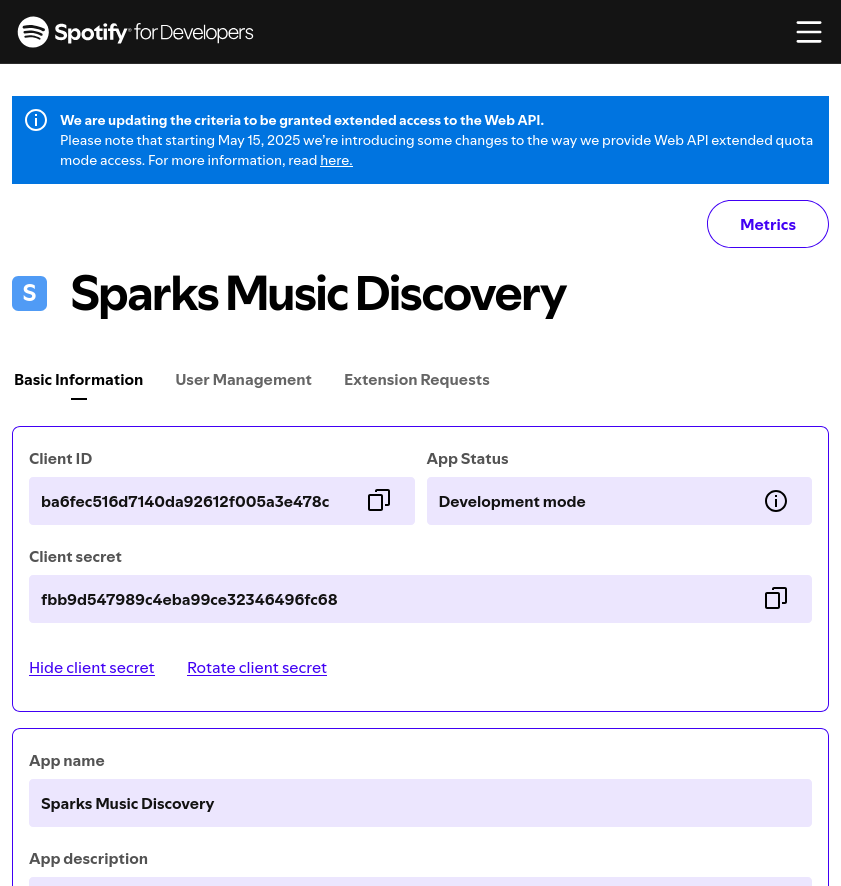 Spotify for Developers
We are updating the criteria to be granted extended access to the Web API.
Please note that starting May 15, 2025 we're introducing some changes to the way we provide Web API extended quota
mode access. For more information, read here.
Metrics
S Sparks Music Discovery
Basic Information User Management Extension Requests
Client ID App Status
ba6fec516d7140da92612f005a3e478c Development mode
Client secret
fbb9d547989c4eba99ce32346496fc68
Hide client secret Rotate client secret
App name
Sparks Music Discovery
App description